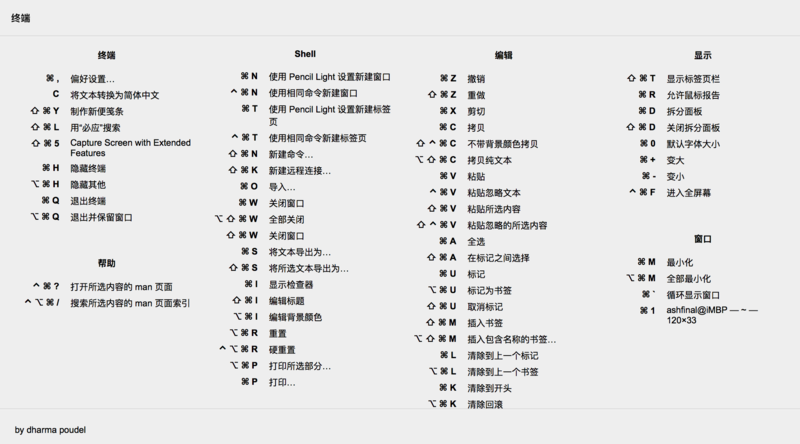 终端
终端
⌘ , 偏好设置…
C 将文本转换为简体中文
⇧ ⌘ Y 制作新便笺条
⇧ ⌘ L 用“必应”搜索
⇧ ⌘ 5 Capture Screen with Extended
Features
⌘ H 隐藏终端
⌥ ⌘ H 隐藏其他
⌘ Q 退出终端
⌥ ⌘ Q 退出并保留窗口
帮助
^ ⌘ ? 打开所选内容的 man 页面
^ ⌥ ⌘ / 搜索所选内容的 man 页面索引
Shell
⌘ N 使用 Pencil Light 设置新建窗口
^ ⌘ N 使用相同命令新建窗口
⌘ T 使用 Pencil Light 设置新建标签
页
^ ⌘ T 使用相同命令新建标签页
⇧ ⌘ N 新建命令…
⇧ ⌘ K 新建远程连接…
⌘ O 导入…
⌘ W 关闭窗口
⌥ ⇧ ⌘ W 全部关闭
⇧ ⌘ W 关闭窗口
⌘ S 将文本导出为…
⇧ ⌘ S 将所选文本导出为…
⌘ I 显示检查器
⇧ ⌘ I 编辑标题
⌥ ⌘ I 编辑背景颜色
⌥ ⌘ R 重置
^ ⌥ ⌘ R 硬重置
⌥ ⌘ P 打印所选部分…
⌘ P 打印…
编辑
⌘ Z 撤销
⇧ ⌘ Z 重做
⌘ X 剪切
⌘ C 拷贝
⇧ ^ ⌘ C 不带背景颜色拷贝
⌥ ⇧ ⌘ C 拷贝纯文本
⌘ V 粘贴
^ ⌘ V 粘贴忽略文本
⇧ ⌘ V 粘贴所选内容
⇧ ^ ⌘ V 粘贴忽略的所选内容
⌘ A 全选
⇧ ⌘ A 在标记之间选择
⌘ U 标记
⌥ ⌘ U 标记为书签
⇧ ⌘ U 取消标记
⇧ ⌘ M 插入书签
⌥ ⇧ ⌘ M 插入包含名称的书签…
⌘ L 清除到上一个标记
⌥ ⌘ L 清除到上一个书签
⌘ K 清除到开头
⌥ ⌘ K 清除回滚
显示
⇧ ⌘ T 显示标签页栏
⌘ R 允许鼠标报告
⌘ D 拆分面板
⇧ ⌘ D 关闭拆分面板
⌘ 0 默认字体大小
⌘ + 变大
⌘ - 变小
^ ⌘ F 进入全屏幕
窗口
⌘ M 最小化
⌥ ⌘ M 全部最小化
⌘ ` 循环显示窗口
⌘ 1 ashfinal@iMBP — ~ —
120×33
by dharma poudel